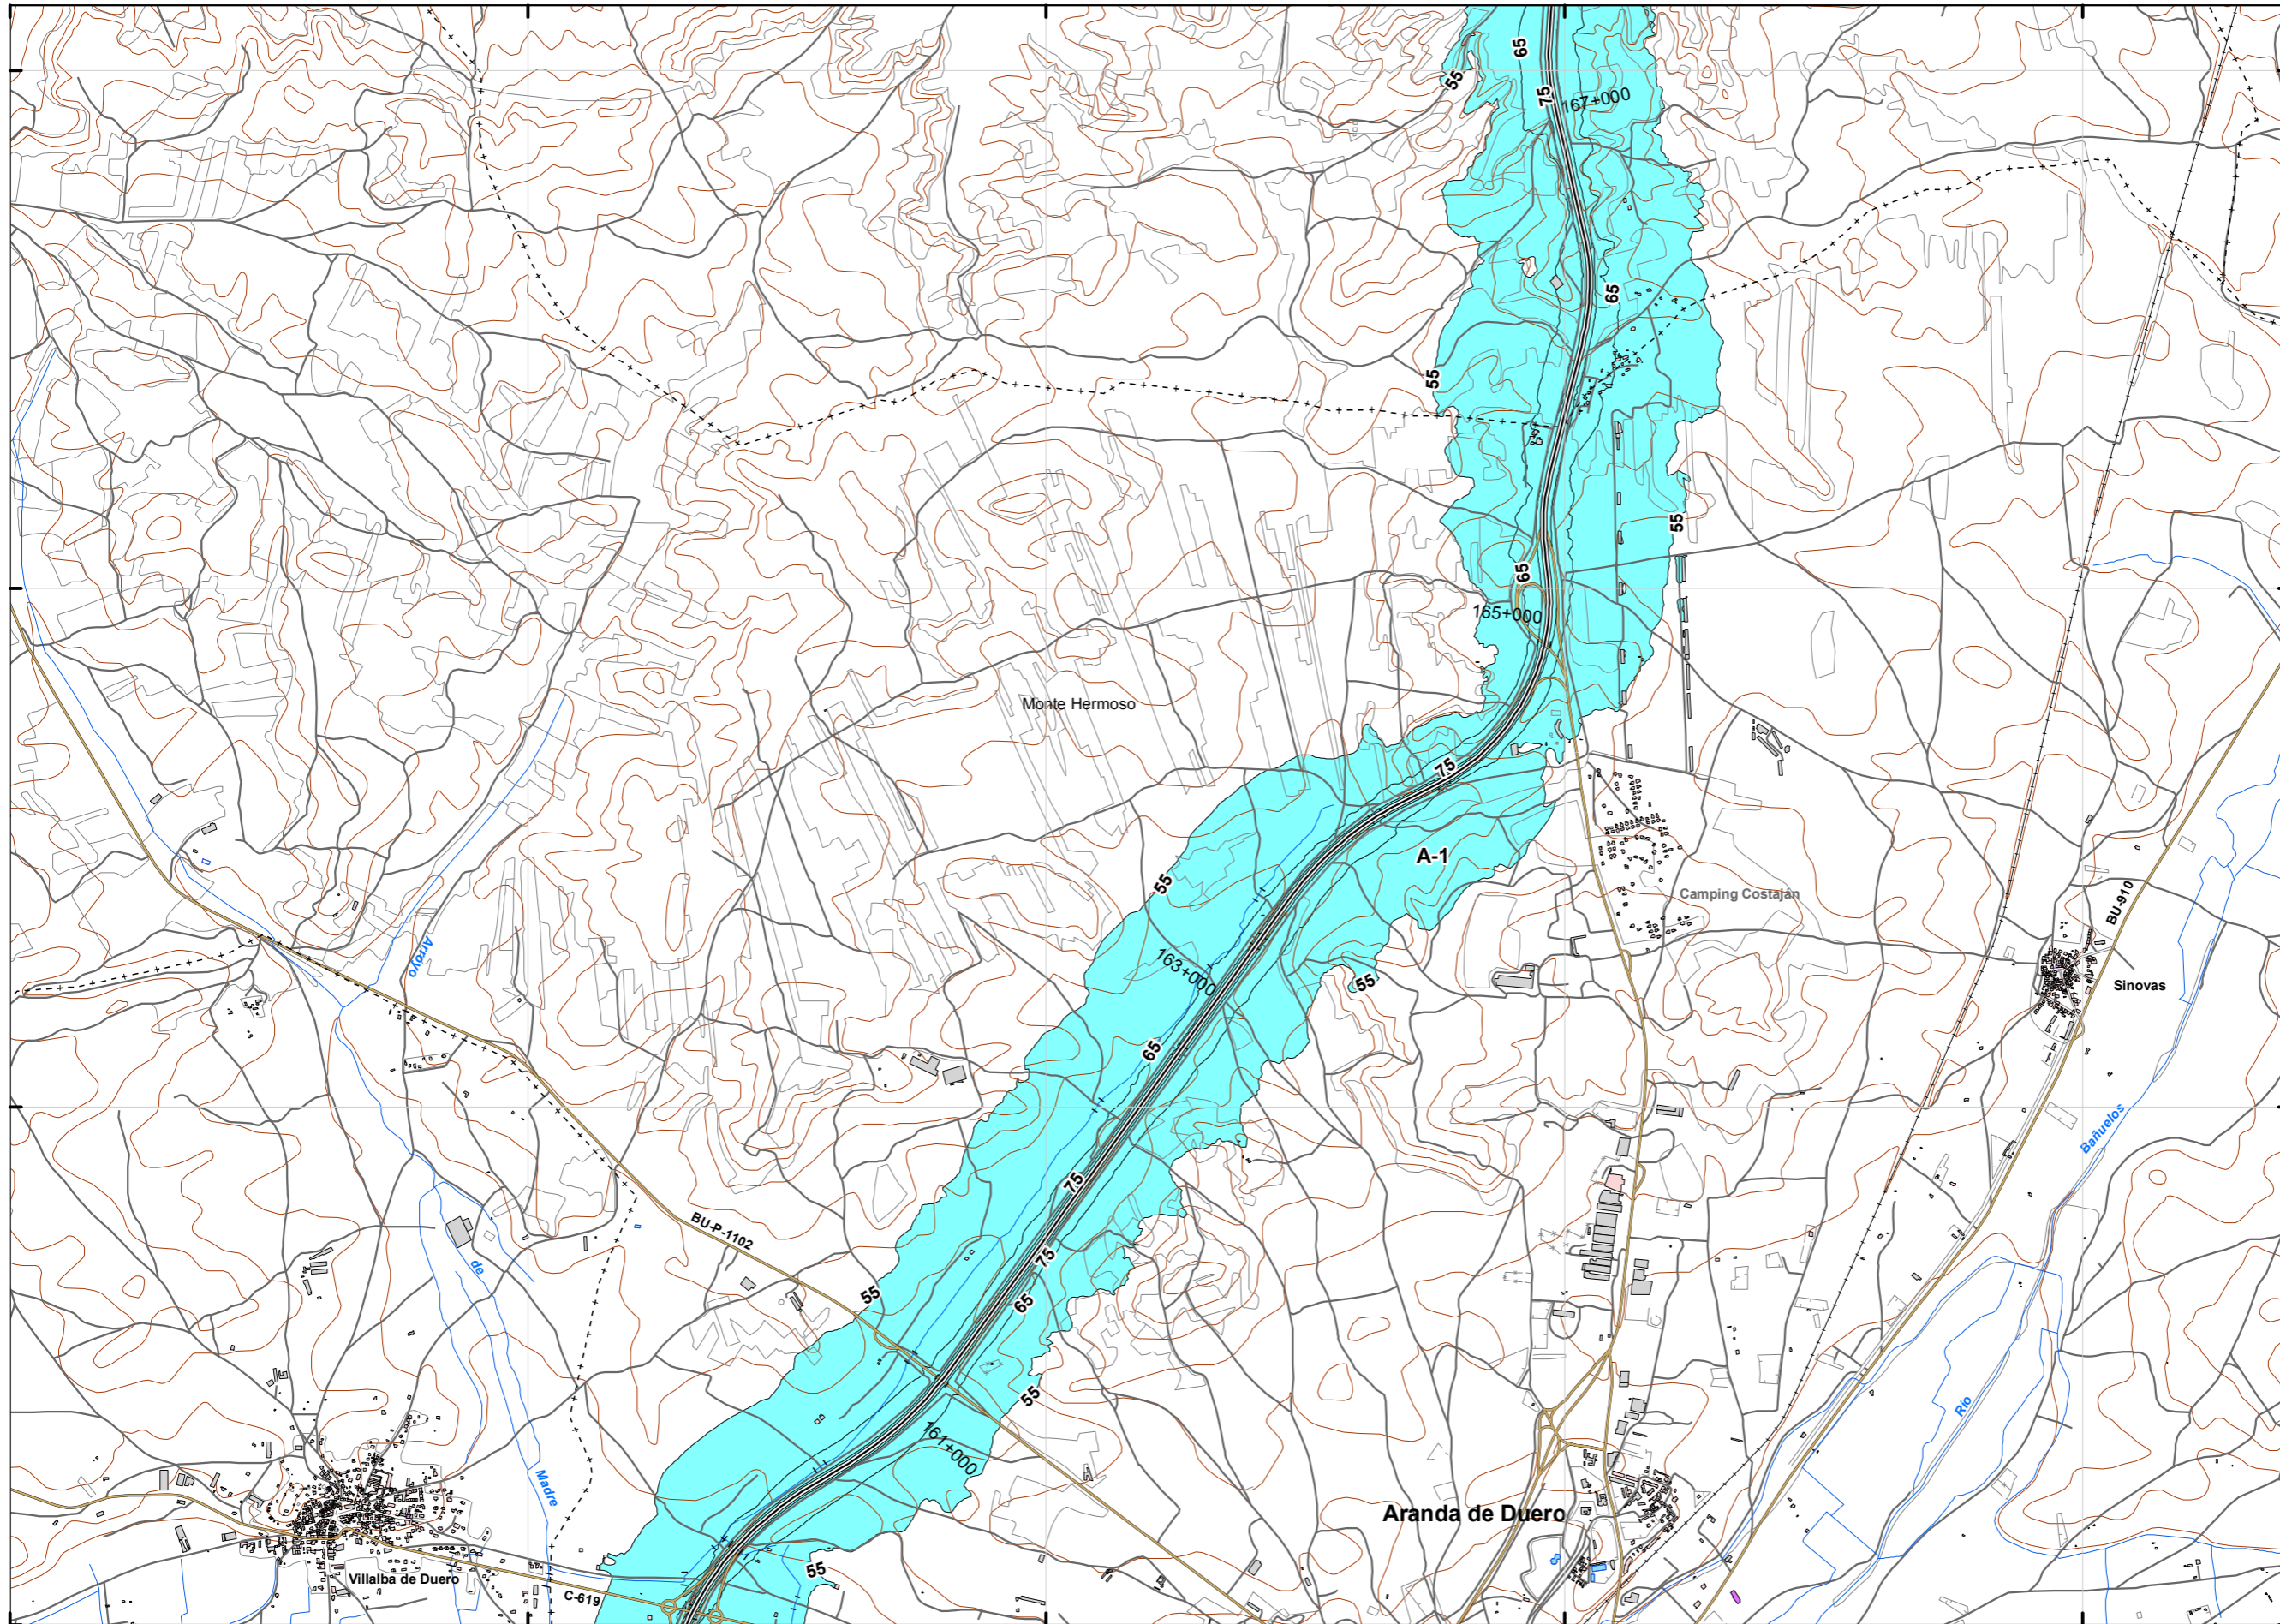 65
55
75
167+000
65
55
55
65
165+000
Monte Hermoso
75
A-1
55
Camping Costaján
BU-910
Arroyo
163+000
55
Sinovas
65
Bañuelos
75
BU-P-1102
75
de
55
65
55
Río
161+000
Madre
Aranda de Duero
55
Villalba de Duero
C-619